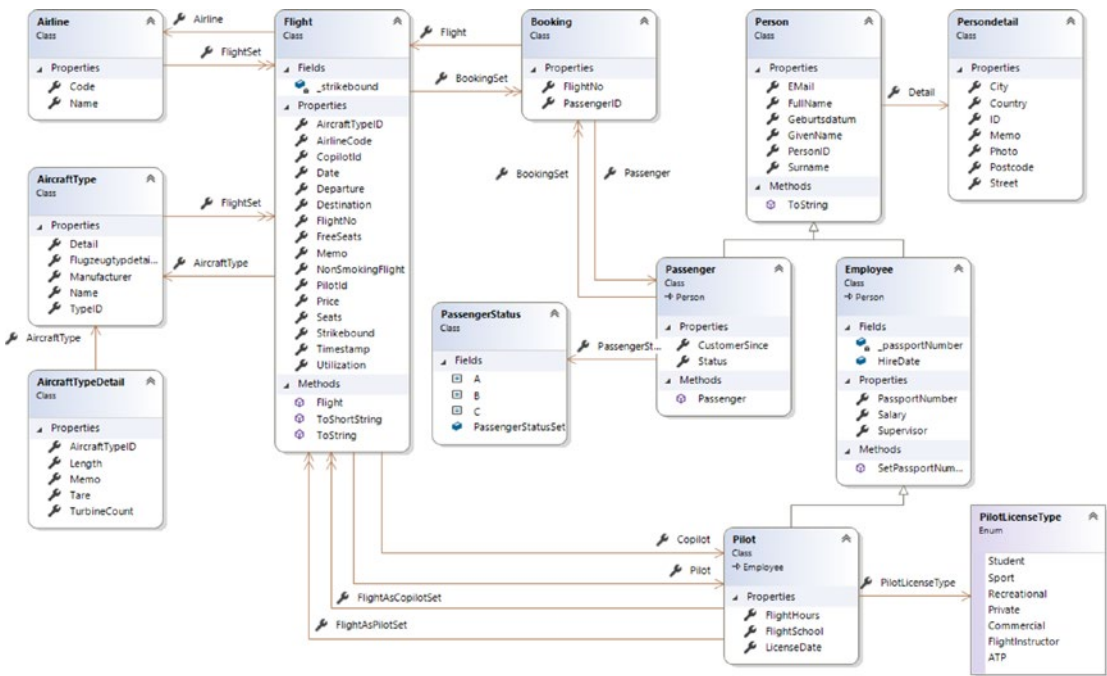 Airline
Class
Properties
Code
Name
Airline
FlightSet
Flight
Class
Fields
_strikebound
Properties
AircraftTypeID
AirlineCode
CopilotId
Date
Departure
Destination
FlightNo
FreeSeats
Memo
NonSmokingFlight
PilotId
Price
Seats
Strikebound
Timestamp
Utilization
Methods
Flight
ToShortString
ToString
Flight
BookingSet
Booking
Class
Properties
FlightNo
PassengerID
BookingSet
Passenger
Person
Class
Properties
EMail
FullName
Geburtsdatum
GivenName
PersonID
Surname
Methods
ToString
Detail
Persondetail
Class
Properties
City
Country
ID
Memo
Photo
Postcode
Street
AircraftType
Class
Properties
Detail
Flugzeugtypdetai...
Manufacturer
Name
TypeID
FlightSet
AircraftType
AircraftType
AircraftTypeDetail
Class
Properties
AircraftTypeID
Length
Memo
Tare
TurbineCount
PassengerStatus
Class
Fields
A
B
C
PassengerStatusSet
PassengerSt...
Passenger
Class
Person
Properties
CustomerSince
Status
Methods
Passenger
Employee
Class
Person
Fields
_passportNumber
HireDate
Properties
PassportNumber
Salary
Supervisor
Methods
SetPassportNum...
Copilot
Pilot
FlightAsCopilotSet
FlightAsPilotSet
Pilot
Class
Employee
Properties
FlightHours
FlightSchool
LicenseDate
PilotLicenseType
PilotLicenseType
Enum
Student
Sport
Recreational
Private
Commercial
FlightInstructor
ATP